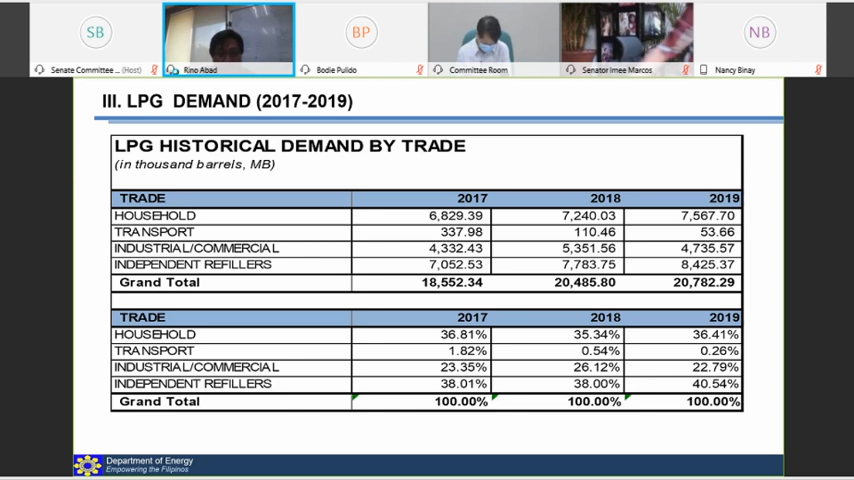 SB
BP
NB
Senate Committee ... (Host)
Rino Abad
Bodie Pulido
Committee Room
Senator Imee Marcos
Nancy Binay
III. LPG DEMAND (2017-2019)
LPG HISTORICAL DEMAND BY TRADE
(in thousand barrels, MB)
TRADE 2017 2018 2019
HOUSEHOLD 6,829.39 7,240.03 7,567.70
TRANSPORT 337.98 110.46 53.66
INDUSTRIAL/COMMERCIAL 4,332.43 5,351.56 4,735.57
INDEPENDENT REFILLERS 7,052.53 7,783.75 8,425.37
Grand Total 18,552.34 20,485.80 20,782.29
TRADE 2017 2018 2019
HOUSEHOLD 36.81% 35.34% 36.41%
TRANSPORT 1.82% 0.54% 0.26%
INDUSTRIAL/COMMERCIAL 23.35% 26.12% 22.79%
INDEPENDENT REFILLERS 38.01% 38.00% 40.54%
Grand Total 100.00% 100.00% 100.00%
Department of Energy
Empowering the Filipinos